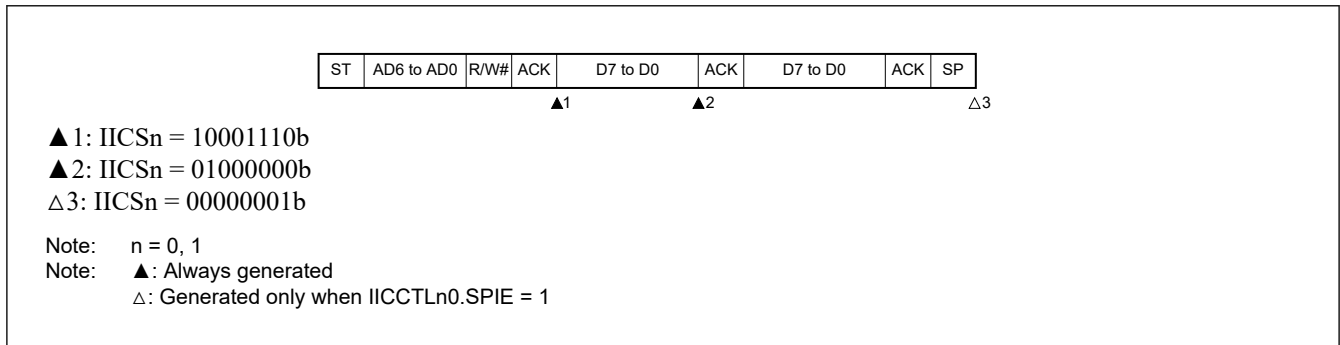 ST AD6 to AD0 R/W# ACK D7 to D0 ACK D7 to D0 ACK SP
▲1 ▲2 △3
▲1: IICSn = 10001110b
▲2: IICSn = 01000000b
△3: IICSn = 00000001b
Note: n = 0, 1
Note: ▲: Always generated
△: Generated only when IICCTLn0.SPIE = 1